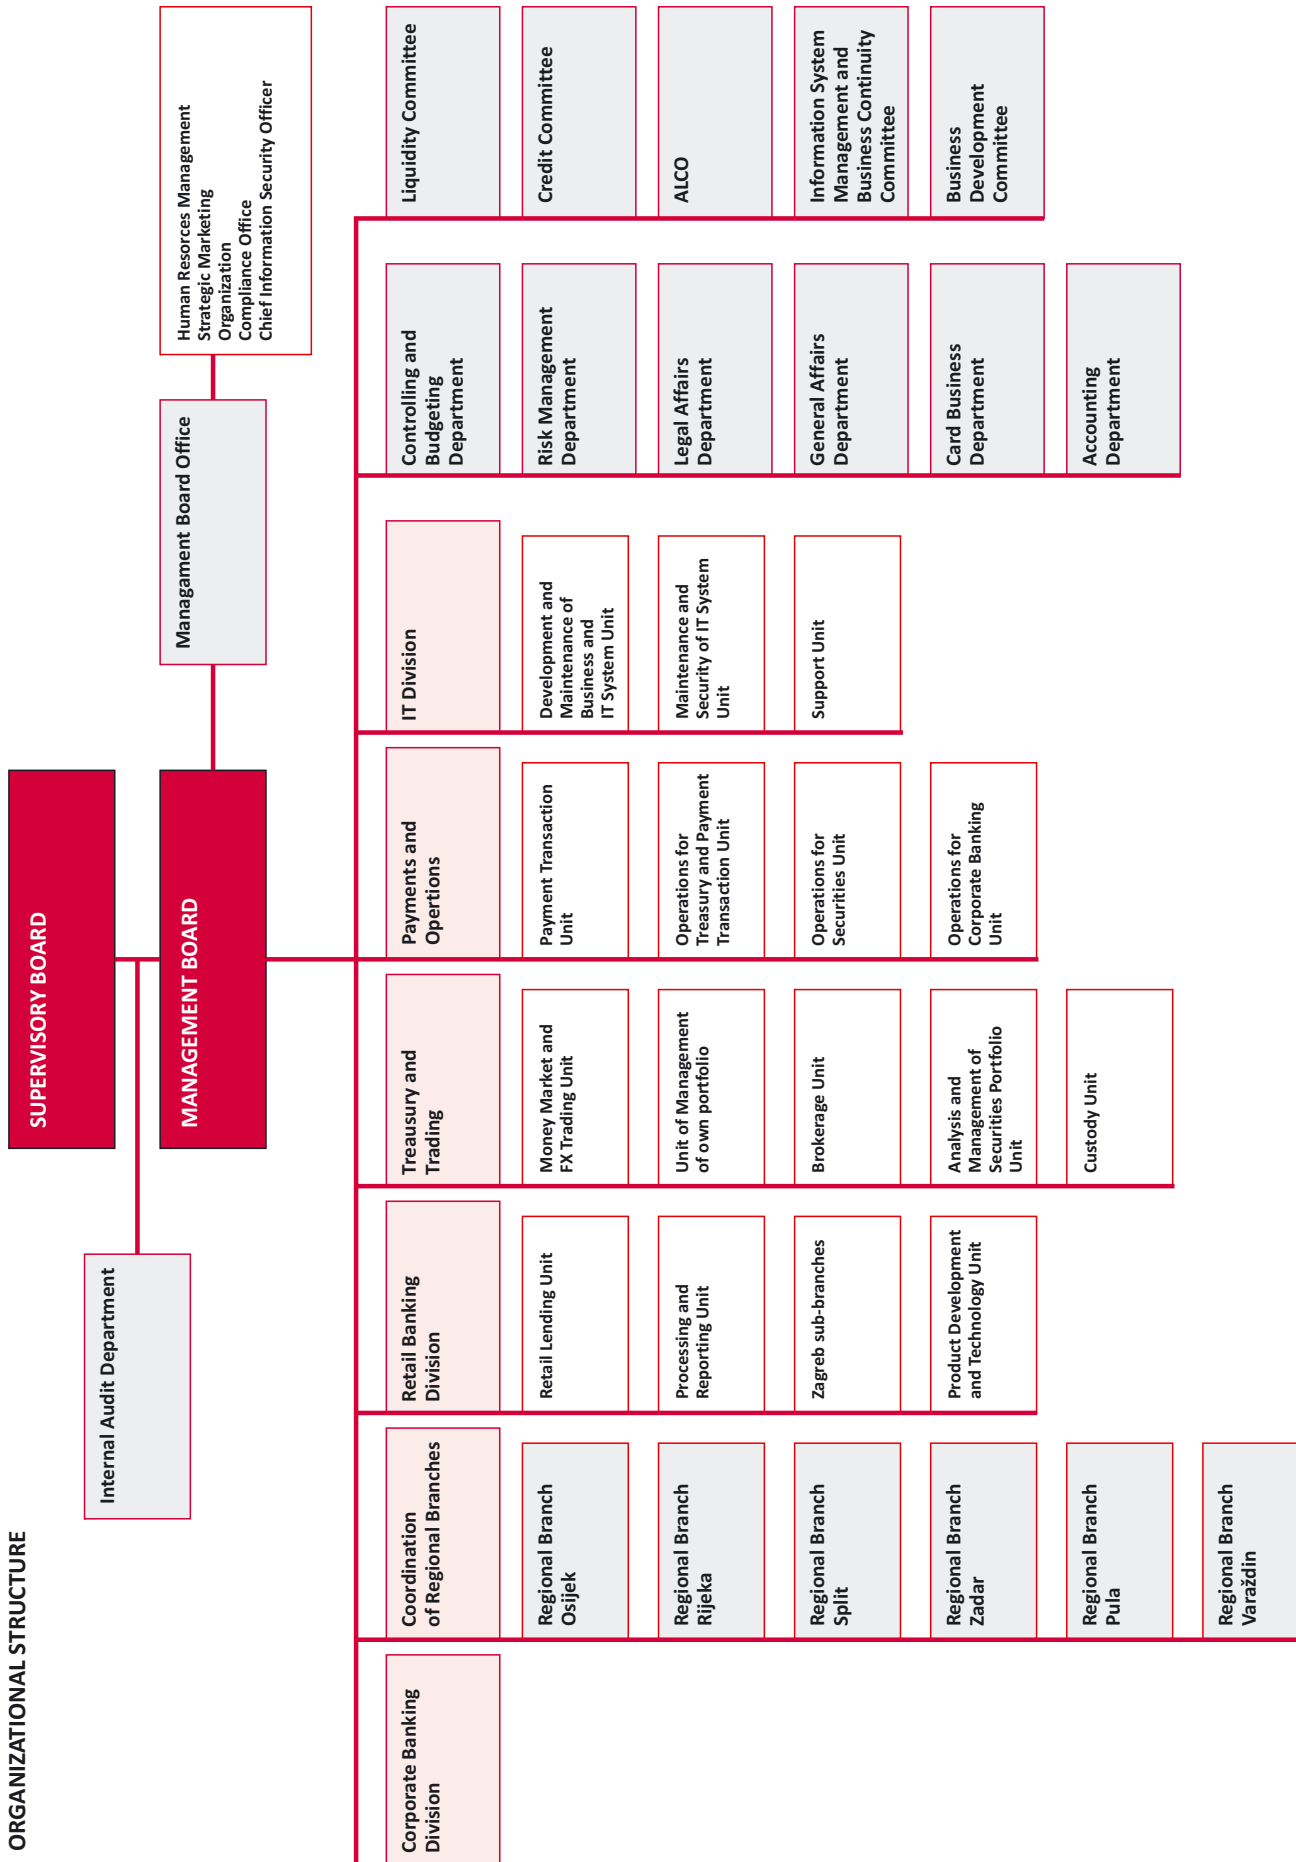 ORGANIZATIONAL STRUCTURE
SUPERVISORY BOARD
Internal Audit Department
MANAGEMENT BOARD
Managament Board Office
Human Resorces Management
Strategic Marketing
Organization
Compliance Office
Chief Information Security Officer
Corporate Banking
Division
Coordination
of Regional Branches
Regional Branch
Osijek
Regional Branch
Rijeka
Regional Branch
Split
Regional Branch
Zadar
Regional Branch
Pula
Regional Branch
Varaždin
Retail Banking
Division
Retail Lending Unit
Processing and
Reporting Unit
Zagreb sub-branches
Product Development
and Technology Unit
Treausury and
Trading
Money Market and
FX Trading Unit
Unit of Management
of own portfolio
Brokerage Unit
Analysis and
Management of
Securities Portfolio
Unit
Custody Unit
Payments and
Opertions
Payment Transaction
Unit
Operations for
Treasury and Payment
Transaction Unit
Operations for
Securities Unit
Operations for
Corporate Banking
Unit
IT Division
Development and
Maintenance of
Business and
IT System Unit
Maintenance and
Security of IT System
Unit
Support Unit
Controlling and
Budgeting
Department
Risk Management
Department
Legal Affairs
Department
General Affairs
Department
Card Business
Department
Accounting
Department
Liquidity Committee
Credit Committee
ALCO
Information System
Management and
Business Continuity
Committee
Business
Development
Committee